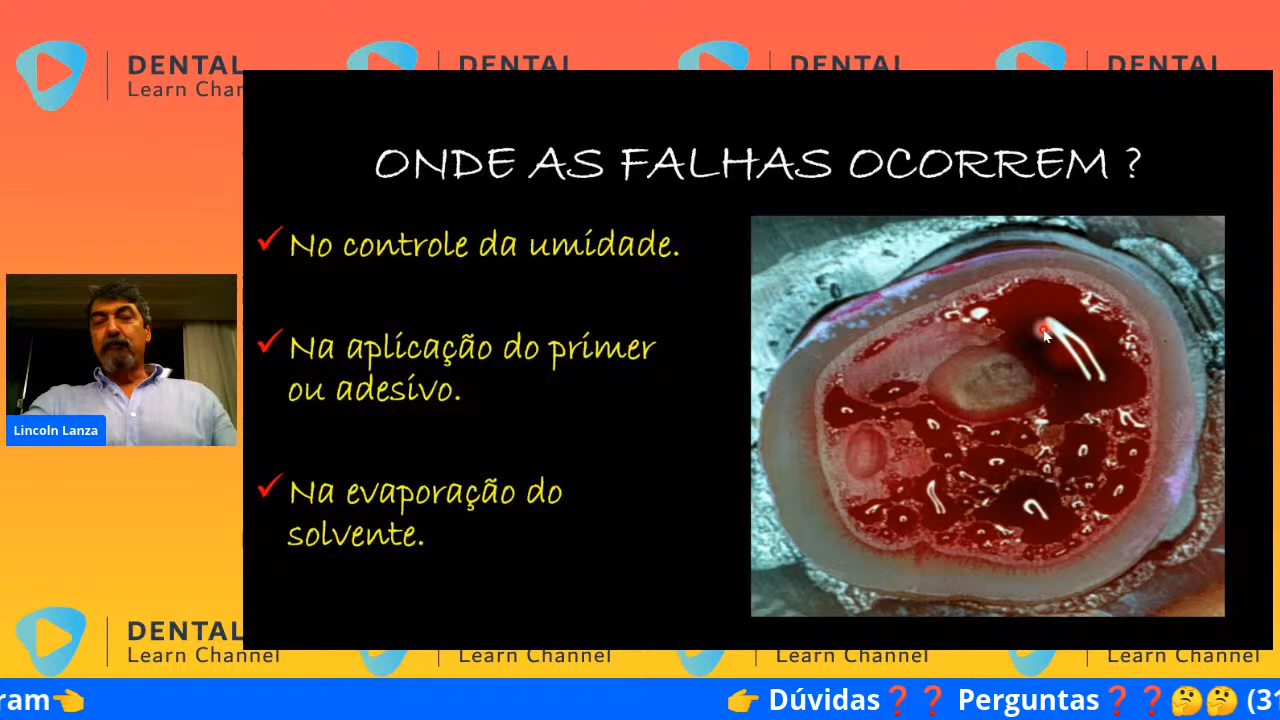 DENTAL
Learn Chan
DENTAL
DENTAL
DENTAL
ONDE AS FALHAS OCORREM ?
No controle da umidade.
Na aplicação do primer
ou adesivo.
Na evaporação do
solvente.
Lincoln Lanza
DENTAL
Learn Channel
Learn Channel
Learn Channel
Learn Channel
ram👈
👉 Dúvidas❓❓ Perguntas❓❓🤔🤔 (31